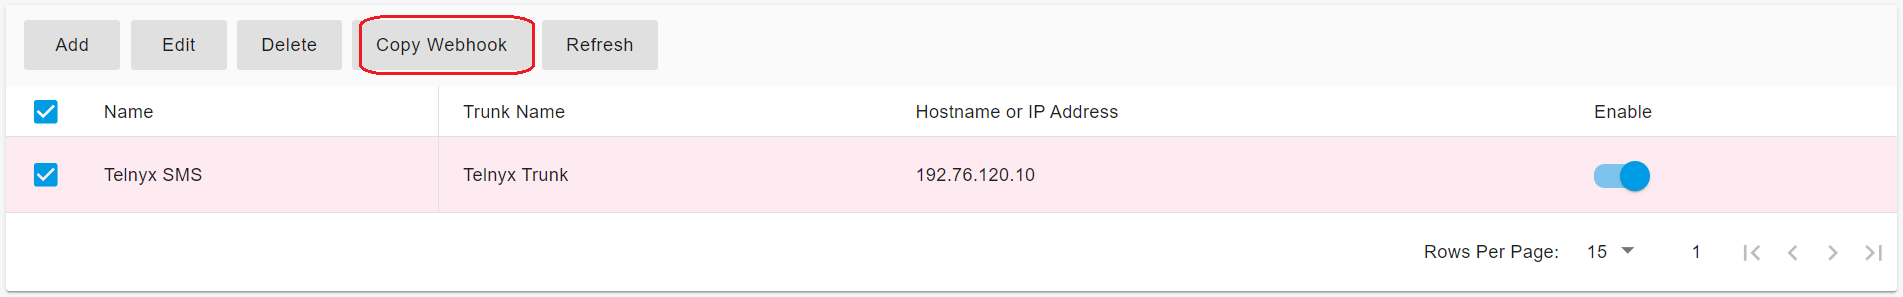 Add Edit Delete Copy Webhook Refresh
Name Trunk Name Hostname or IP Address Enable
Telnyx SMS Telnyx Trunk 192.76.120.10
Rows Per Page: 15 1